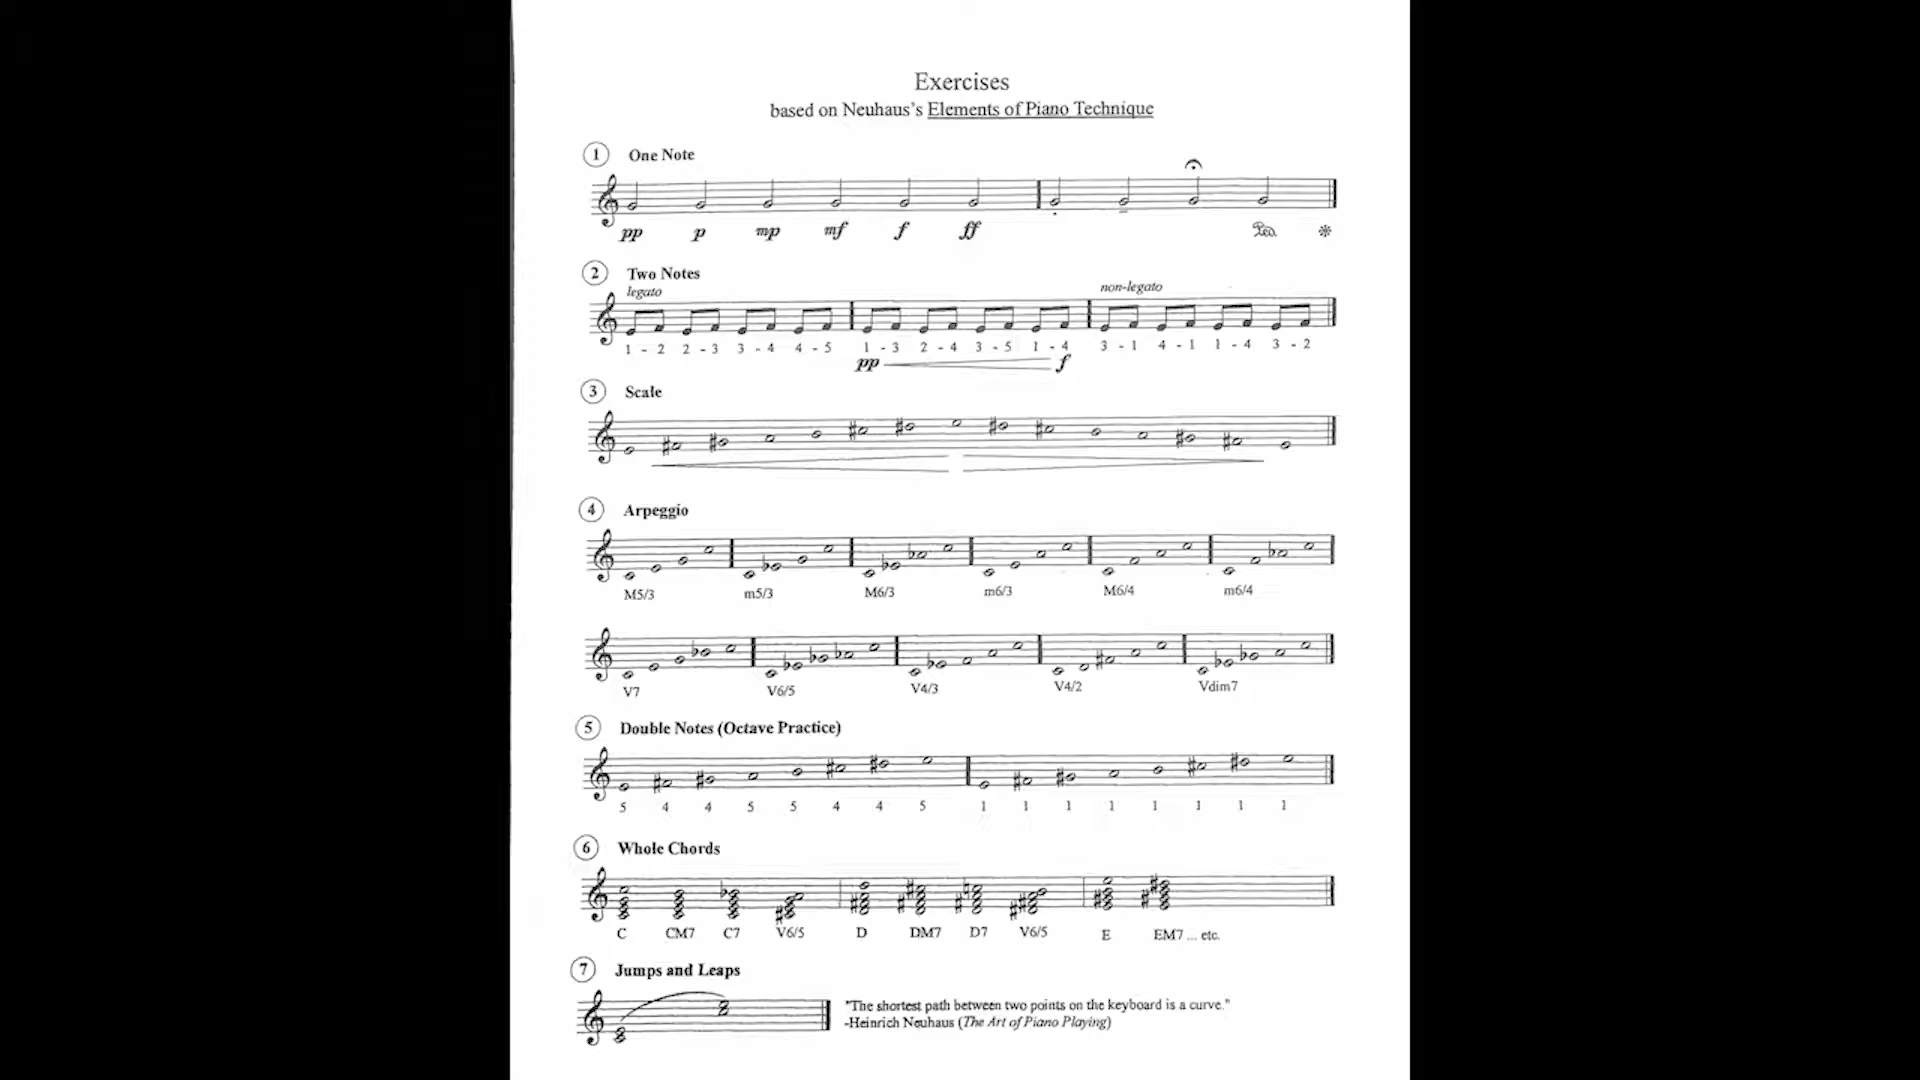 Exercises
based on Neuhaus's Elements of Piano Technique
1 One Note
pp p mp mf f ff
2 Two Notes
legato
non-legato
1 - 2 2 - 3 3 - 4 4 - 5 1 - 3 2 - 4 3 - 5 1 - 4 3 - 1 4 - 1 1 - 4 3 - 2
pp f
3 Scale
4 Arpeggio
M5/3 m5/3 M6/3 m6/3 M6/4 m6/4
V7 V6/5 V4/3 V4/2 Vdim7
5 Double Notes (Octave Practice)
5 4 4 5 5 4 4 5 1 1 1 1 1 1 1 1
6 Whole Chords
C CM7 C7 V6/5 D DM7 D7 V6/5 E EM7 ... etc.
7 Jumps and Leaps
"The shortest path between two points on the keyboard is a curve."
-Heinrich Neuhaus (The Art of Piano Playing)